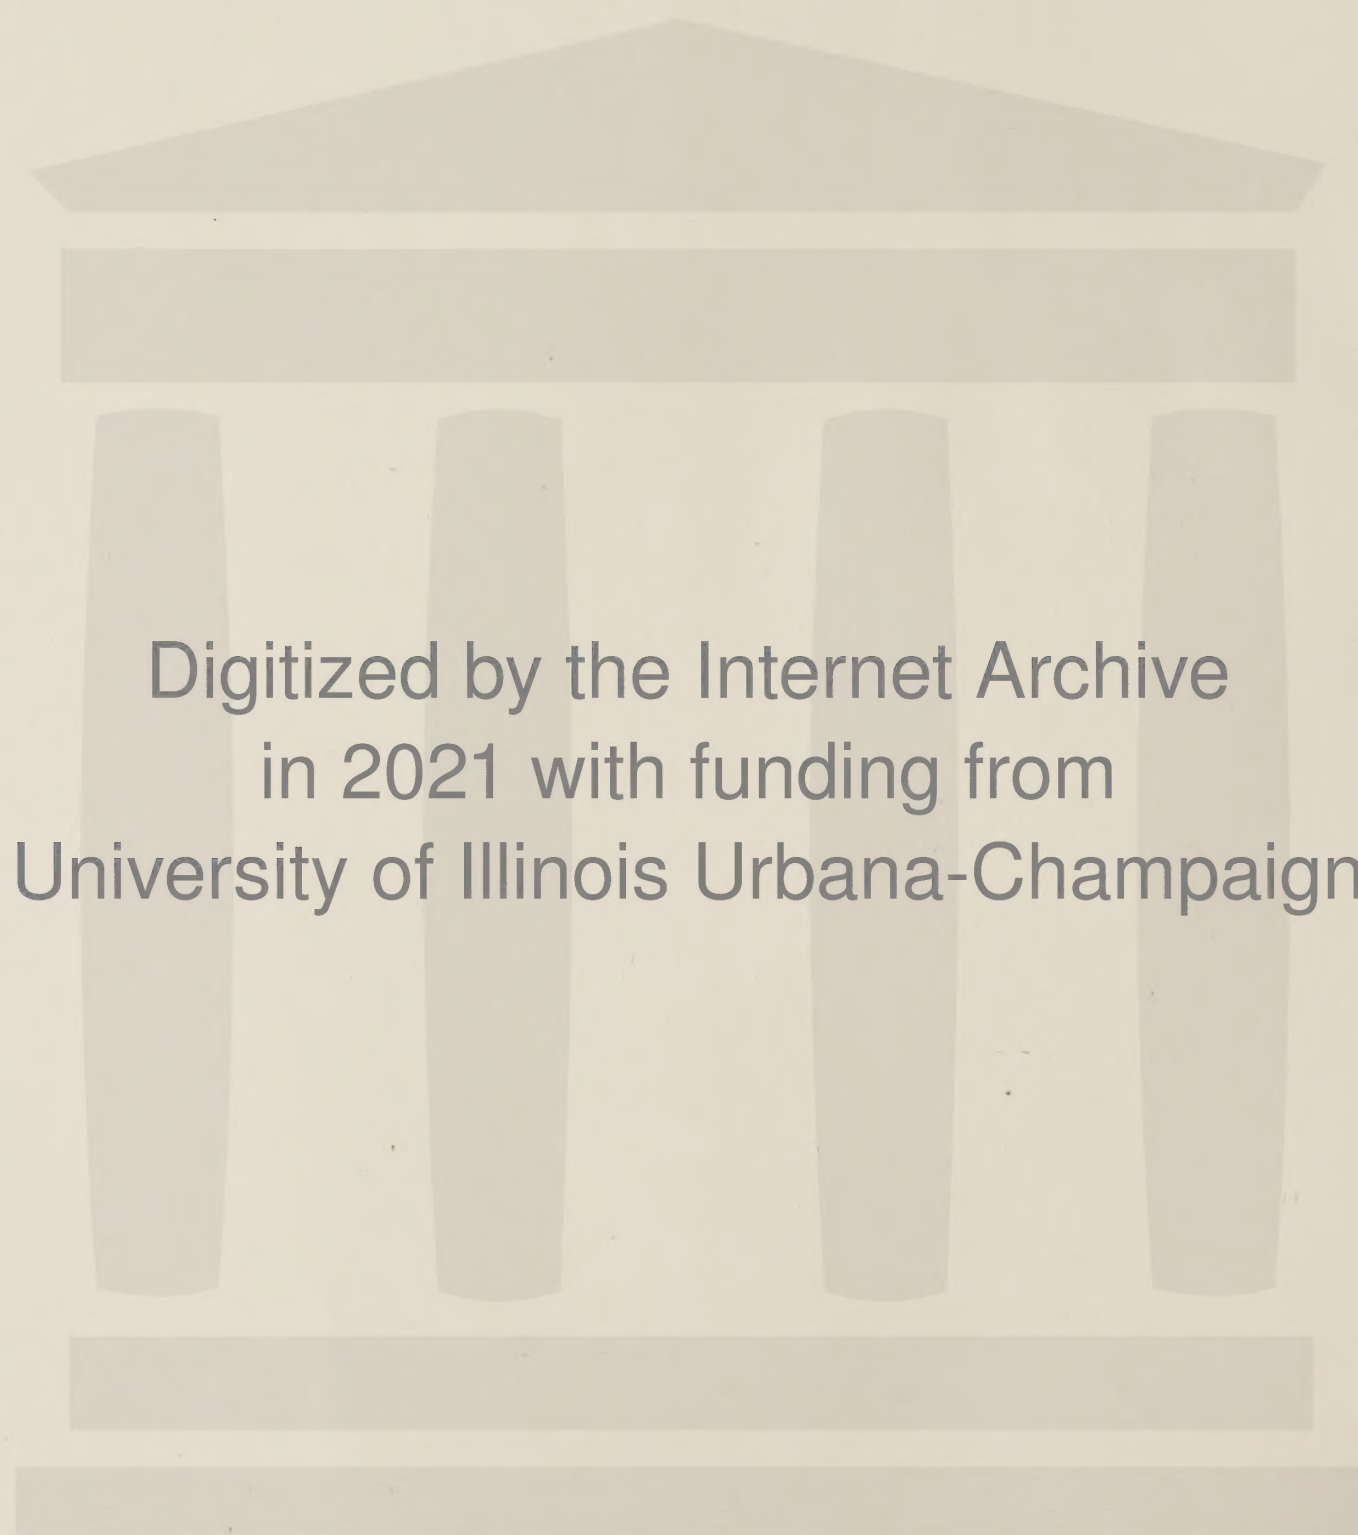 Digitized by the Internet Archive
in 2021 with funding from
University of Illinois Urbana-Champaign